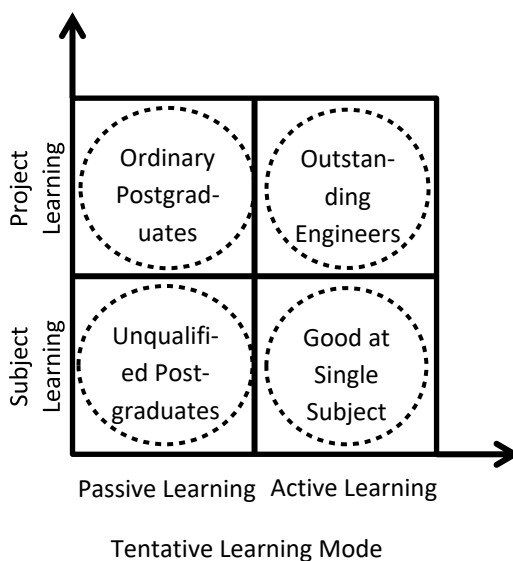 Project
Learning
Ordinary
Postgrad-
uates
Outstan-
ding
Engineers
Subject
Learning
Unqualifi-
ed Post-
graduates
Good at
Single
Subject
Passive Learning Active Learning
Tentative Learning Mode